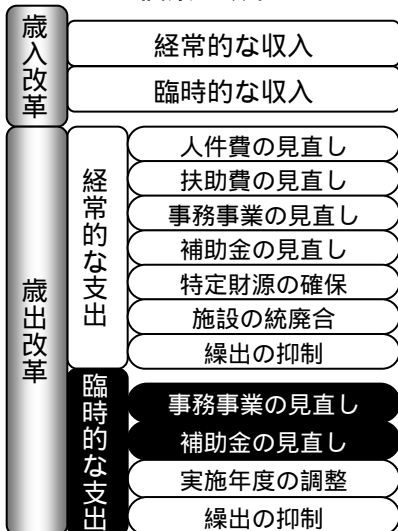 歳入改革
経常的な収入
臨時的な収入
歳出改革
経常的な支出
人件費の見直し
扶助費の見直し
事務事業の見直し
補助金の見直し
特定財源の確保
施設の統廃合
繰出の抑制
臨時的な支出
事務事業の見直し
補助金の見直し
実施年度の調整
繰出の抑制